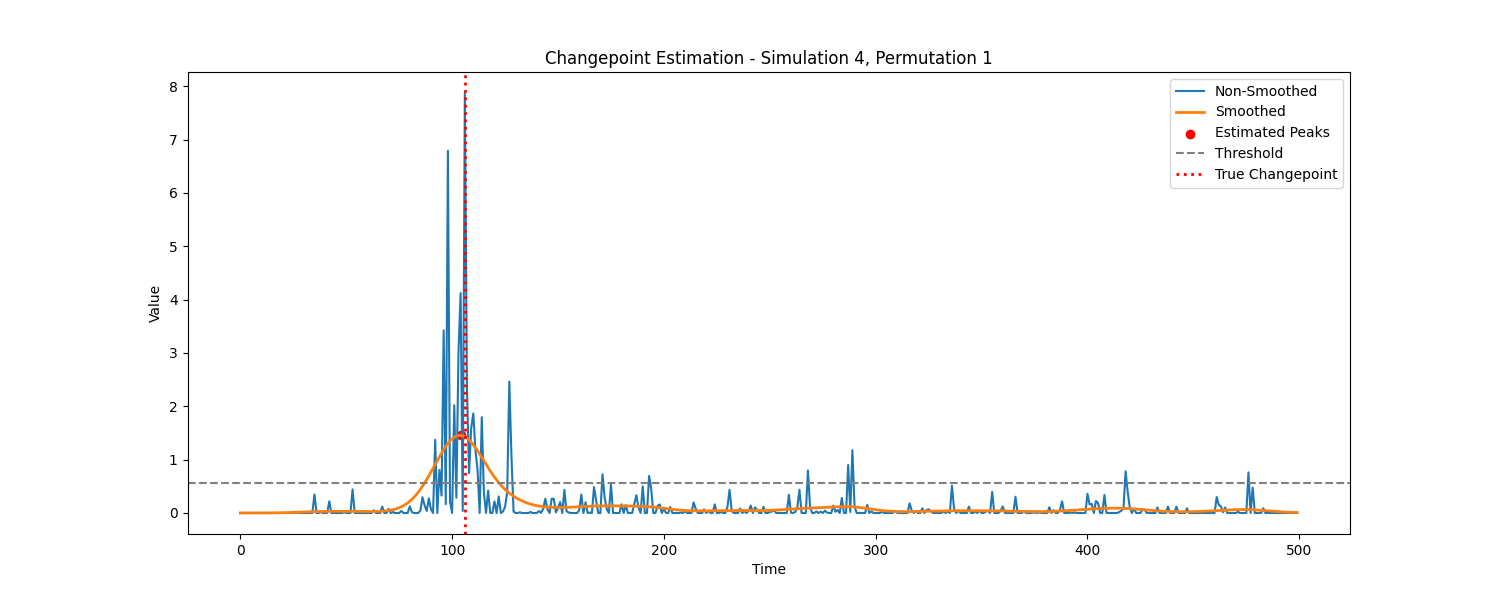 Changepoint Estimation - Simulation 4, Permutation 1
Non-Smoothed
Smoothed
Estimated Peaks
Threshold
True Changepoint
Value
8
7
6
5
4
3
2
1
0
0 100 200 300 400 500
Time